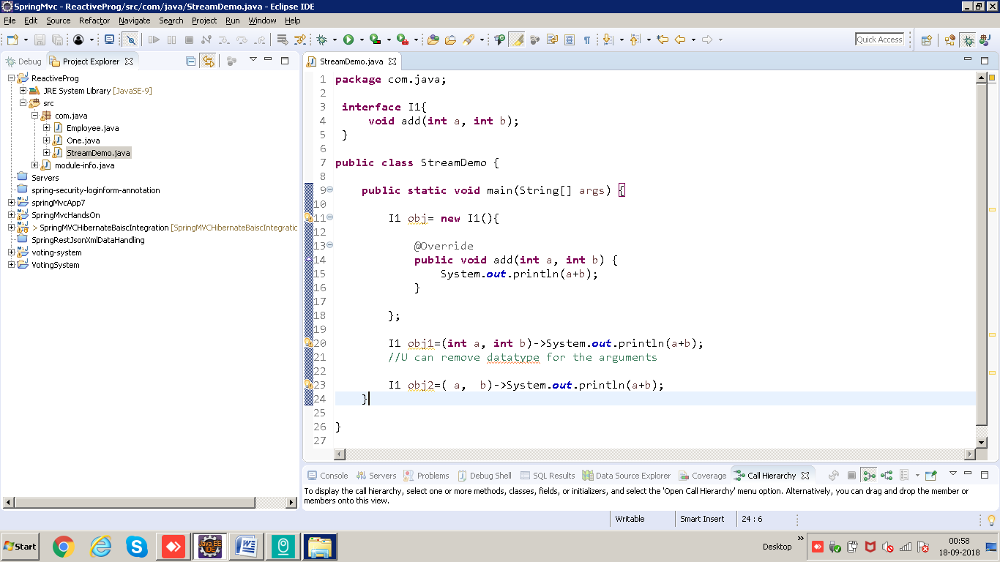 SpringMvc - ReactiveProg/src/com/java/StreamDemo.java - Eclipse IDE
File Edit Source Refactor Navigate Search Project Run Window Help
Quick Access
Debug Project Explorer
ReactiveProg
JRE System Library [JavaSE-9]
src
com.java
Employee.java
One.java
StreamDemo.java
module-info.java
Servers
spring-security-loginform-annotation
springMvcApp7
SpringMvcHandsOn
> SpringMVCHibernateBaiscIntegration [SpringMVCHibernateBaiscIntegratic
SpringRestJsonXmlDataHandling
voting-system
VotingSystem
StreamDemo.java
1 package com.java;
2
3 interface I1{
4 void add(int a, int b);
5 }
6
7 public class StreamDemo {
8
9 public static void main(String[] args) {
10
11 I1 obj= new I1(){
12
13 @Override
14 public void add(int a, int b) {
15 System.out.println(a+b);
16 }
17
18 };
19
20 I1 obj1=(int a, int b)->System.out.println(a+b);
21 //U can remove datatype for the arguments
22
23 I1 obj2=( a,  b)->System.out.println(a+b);
24 }
25
26 }
27
Console Servers Problems Debug Shell SQL Results Data Source Explorer Coverage Call Hierarchy
To display the call hierarchy, select one or more methods, classes, fields, or initializers, and select the 'Open Call Hierarchy' menu option. Alternatively, you can drag and drop the member or
members onto this view.
Writable Smart Insert 24 : 6
Start Java EE IDE Desktop » 00:58
18-09-2018